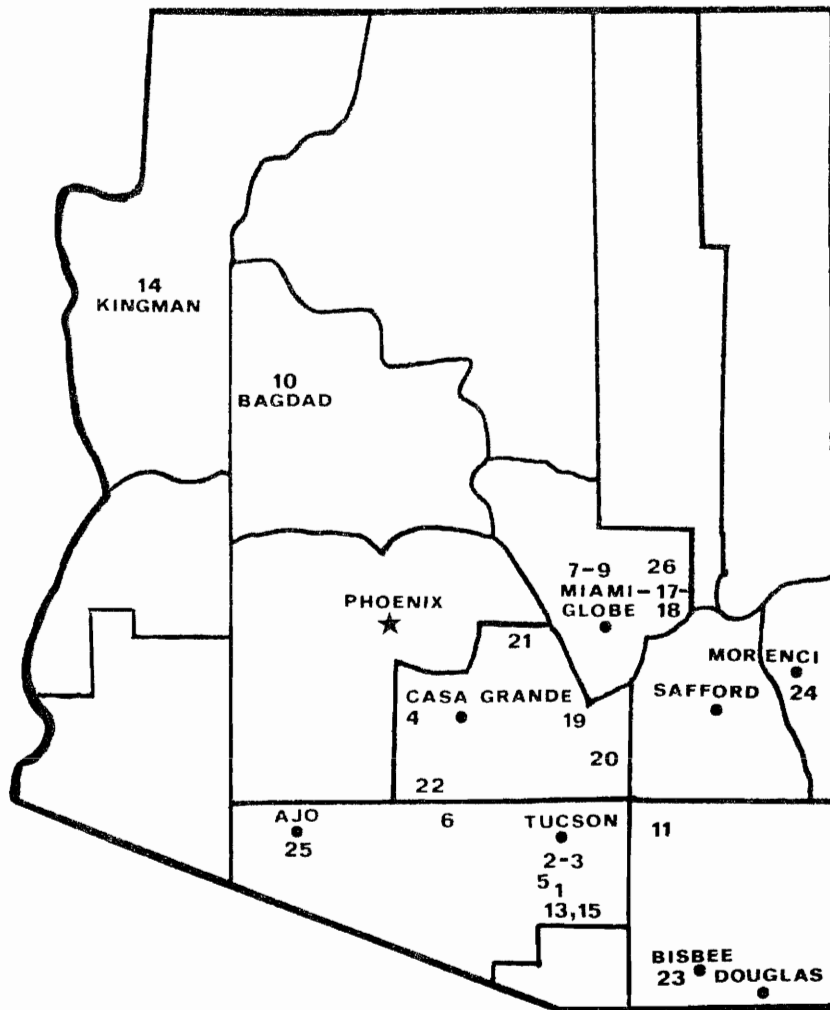 14
KINGMAN
10
BAGDAD
7-9
26
MIAMI-17-
GLOBE
18
PHOENIX
21
MORENCI
24
CASA GRANDE
4
19
SAFFORD
20
22
AJO
25
6
TUCSON
11
2-3
5
1
13,15
BISBEE
23
DOUGLAS